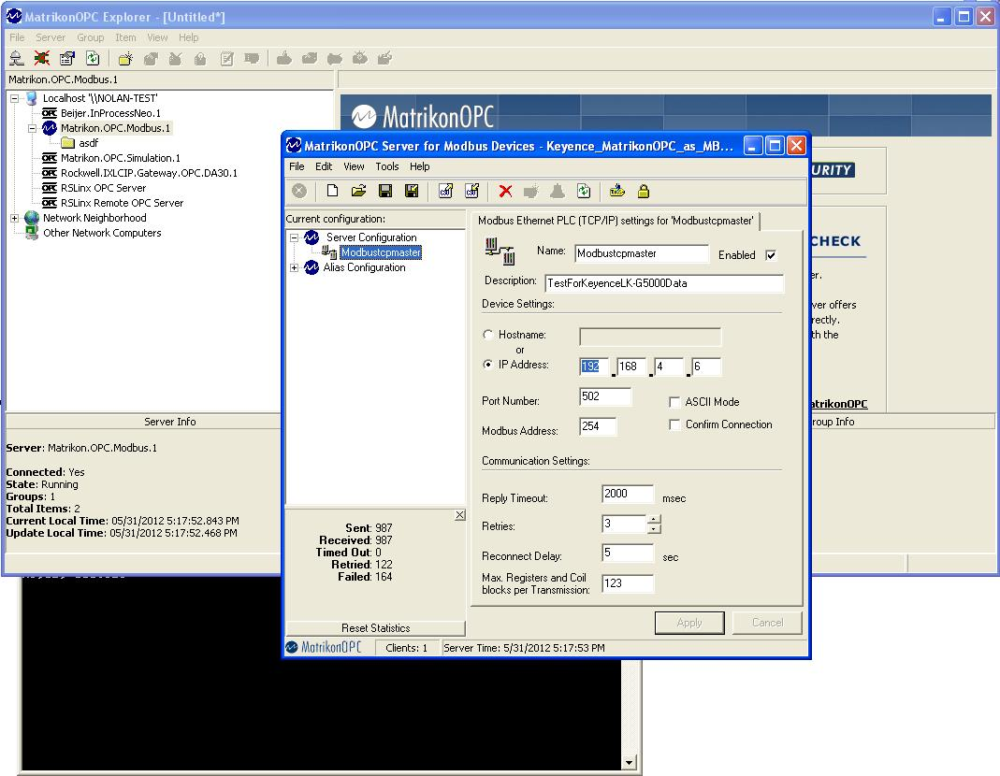 MatrikonOPC Explorer - [Untitled*]
File Server Group Item View Help
Matrikon.OPC.Modbus.1
Localhost '\\NOLAN-TEST'
Beijer.InProcessNeo.1
Matrikon.OPC.Modbus.1
asdf
Matrikon.OPC.Simulation.1
Rockwell.IXLCIP.Gateway.OPC.DA30.1
RSLinx OPC Server
RSLinx Remote OPC Server
Network Neighborhood
Other Network Computers
MatrikonOPC
URITY
CHECK
er.
ver offers
rectly.
th the
atrikonOPC
Server Info
roup Info
Server: Matrikon.OPC.Modbus.1
Connected: Yes
State: Running
Groups: 1
Total Items: 2
Current Local Time: 05/31/2012 5:17:52.843 PM
Update Local Time: 05/31/2012 5:17:52.468 PM
MatrikonOPC Server for Modbus Devices - Keyence_MatrikonOPC_as_MB...
File Edit View Tools Help
Current configuration:
Server Configuration
Modbustcpmaster
Alias Configuration
Sent: 987
Received: 987
Timed Out: 0
Retried: 122
Failed: 164
Reset Statistics
Modbus Ethernet PLC (TCP/IP) settings for 'Modbustcpmaster'
Name: Modbustcpmaster Enabled
Description: TestForKeyenceLK-G5000Data
Device Settings:
Hostname:
or
IP Address: 192 . 168 . 4 . 6
Port Number: 502 ASCII Mode
Modbus Address: 254 Confirm Connection
Communication Settings:
Reply Timeout: 2000 msec
Retries: 3
Reconnect Delay: 5 sec
Max. Registers and Coil
blocks per Transmission: 123
Apply Cancel
MatrikonOPC Clients: 1 Server Time: 5/31/2012 5:17:53 PM